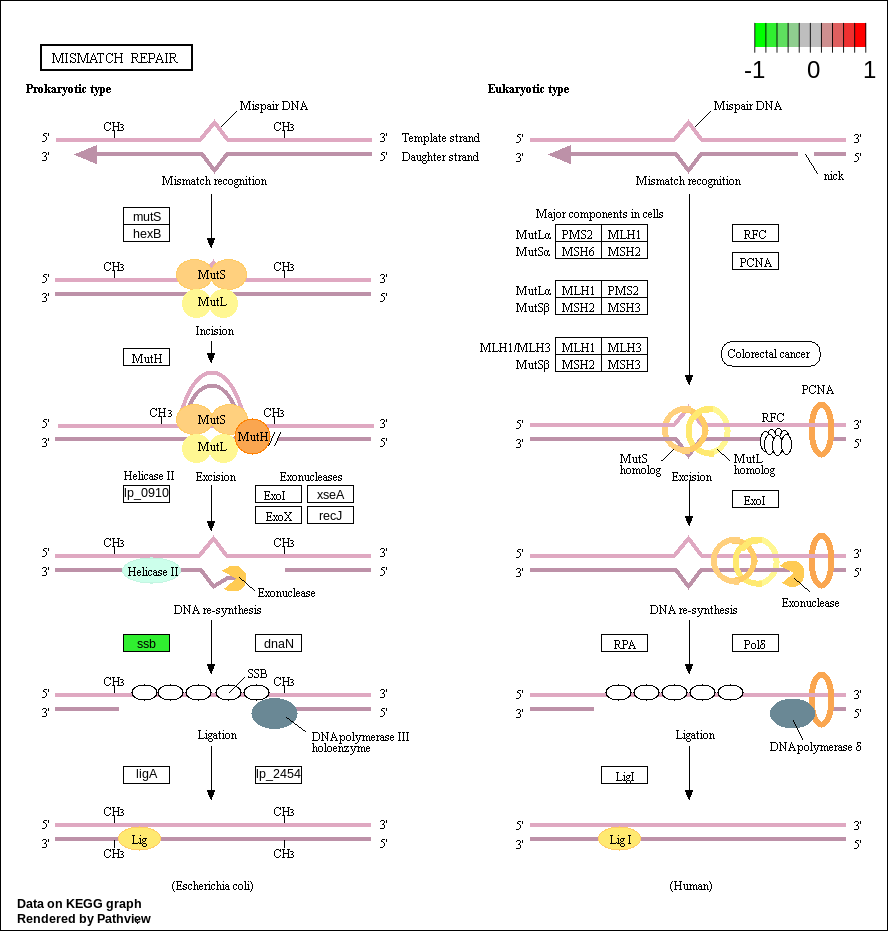 MISMATCH REPAIR
-1 0 1
Prokaryotic type
Eukaryotic type
Mispair DNA
CH3
CH3
5'
3'
3'
5'
Template strand
Daughter strand
Mismatch recognition
mutS
hexB
CH3
CH3
5'
3'
3'
5'
MutS
MutL
Incision
MutH
CH3
CH3
5'
3'
3'
5'
MutS
MutL
MutH
Helicase II
lp_0910
Excision
Exonucleases
ExoI
xseA
ExoX
recJ
CH3
CH3
5'
3'
3'
5'
Helicase II
Exonuclease
DNA re-synthesis
ssb
dnaN
SSB
CH3
CH3
5'
3'
3'
5'
DNA polymerase III
holoenzyme
Ligation
ligA
lp_2454
CH3
CH3
5'
3'
3'
5'
Lig
CH3
CH3
(Escherichia coli)
Mispair DNA
5'
3'
3'
5'
nick
Mismatch recognition
Major components in cells
MutLα PMS2 MLH1
MutSα MSH6 MSH2
RFC
PCNA
MutLα MLH1 PMS2
MutSβ MSH2 MSH3
MLH1/MLH3 MLH1 MLH3
MutSβ MSH2 MSH3
Colorectal cancer
PCNA
RFC
5'
3'
3'
5'
MutS
homolog
MutL
homolog
Excision
ExoI
5'
3'
3'
5'
Exonuclease
DNA re-synthesis
RPA
Polδ
5'
3'
3'
5'
DNA polymerase δ
Ligation
LigI
5'
3'
3'
5'
Lig I
(Human)
Data on KEGG graph
Rendered by Pathview